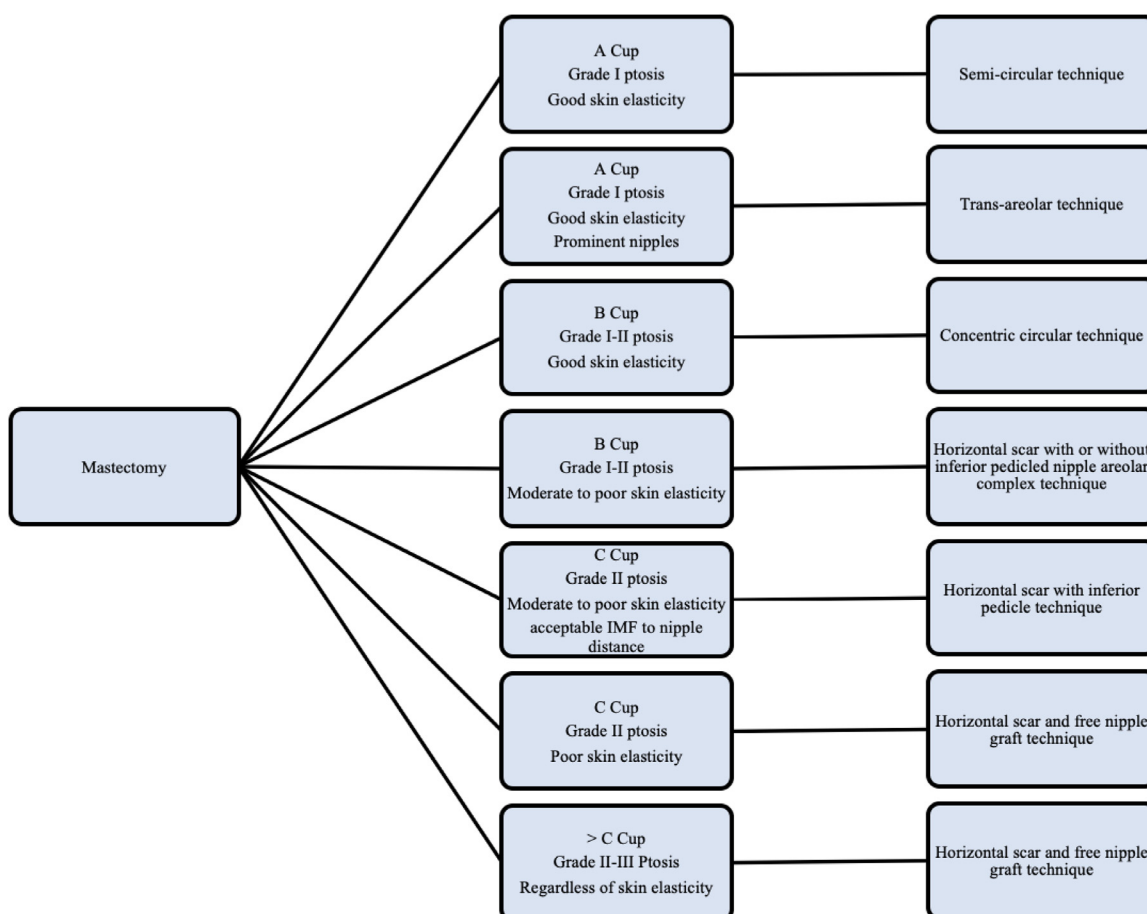 Mastectomy
A Cup
Grade I ptosis
Good skin elasticity
Semi-circular technique
A Cup
Grade I ptosis
Good skin elasticity
Prominent nipples
Trans-areolar technique
B Cup
Grade I-II ptosis
Good skin elasticity
Concentric circular technique
B Cup
Grade I-II ptosis
Moderate to poor skin elasticity
Horizontal scar with or without
inferior pedicled nipple areolar
complex technique
C Cup
Grade II ptosis
Moderate to poor skin elasticity
acceptable IMF to nipple
distance
Horizontal scar with inferior
pedicle technique
C Cup
Grade II ptosis
Poor skin elasticity
Horizontal scar and free nipple
graft technique
> C Cup
Grade II-III Ptosis
Regardless of skin elasticity
Horizontal scar and free nipple
graft technique